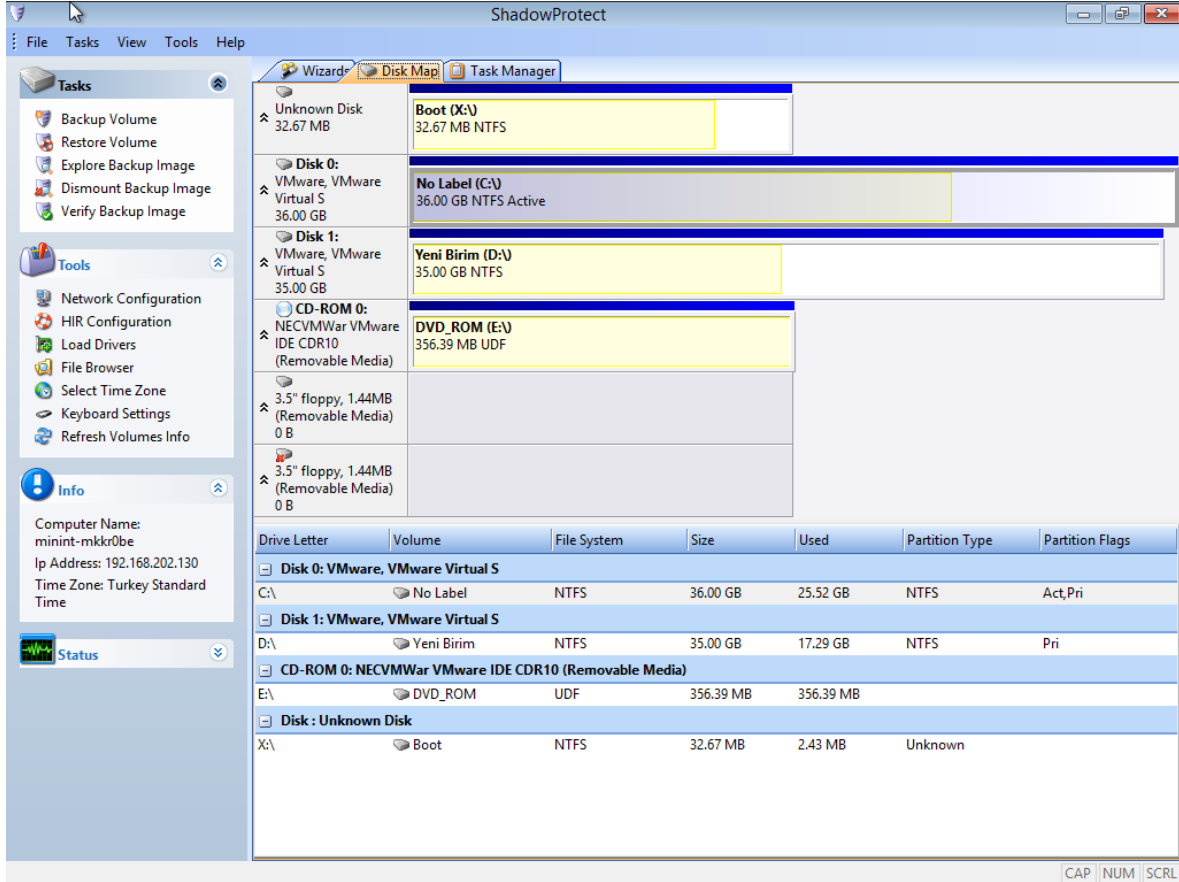 ShadowProtect
File Tasks View Tools Help
Tasks
Backup Volume
Restore Volume
Explore Backup Image
Dismount Backup Image
Verify Backup Image
Tools
Network Configuration
HIR Configuration
Load Drivers
File Browser
Select Time Zone
Keyboard Settings
Refresh Volumes Info
Info
Computer Name:
minint-mkkr0be
Ip Address: 192.168.202.130
Time Zone: Turkey Standard
Time
Status
Wizards Disk Map Task Manager
Unknown Disk
32.67 MB
Boot (X:\)
32.67 MB NTFS
Disk 0:
VMware, VMware
Virtual S
36.00 GB
No Label (C:\)
36.00 GB NTFS Active
Disk 1:
VMware, VMware
Virtual S
35.00 GB
Yeni Birim (D:\)
35.00 GB NTFS
CD-ROM 0:
NECVMWar VMware
IDE CDR10
(Removable Media)
DVD_ROM (E:\)
356.39 MB UDF
3.5" floppy, 1.44MB
(Removable Media)
0 B
3.5" floppy, 1.44MB
(Removable Media)
0 B
Drive Letter Volume File System Size Used Partition Type Partition Flags
Disk 0: VMware, VMware Virtual S
C:\ No Label NTFS 36.00 GB 25.52 GB NTFS Act,Pri
Disk 1: VMware, VMware Virtual S
D:\ Yeni Birim NTFS 35.00 GB 17.29 GB NTFS Pri
CD-ROM 0: NECVMWar VMware IDE CDR10 (Removable Media)
E:\ DVD_ROM UDF 356.39 MB 356.39 MB
Disk : Unknown Disk
X:\ Boot NTFS 32.67 MB 2.43 MB Unknown
CAP NUM SCRL